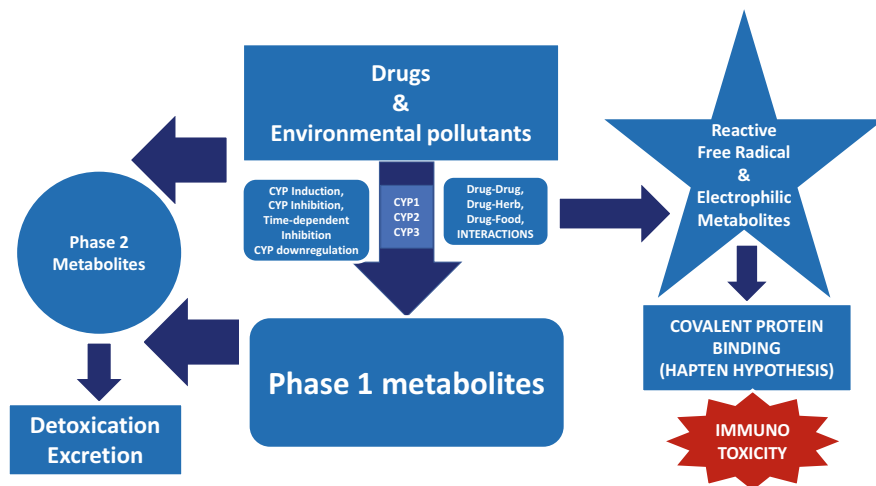 Drugs
&
Environmental pollutants
CYP Induction,
CYP Inhibition,
Time-dependent
Inhibition
CYP downregulation
CYP1
CYP2
CYP3
Drug-Drug,
Drug-Herb,
Drug-Food,
INTERACTIONS
Reactive
Free Radical
&
Electrophilic
Metabolites
Phase 2
Metabolites
Phase 1 metabolites
COVALENT PROTEIN
BINDING
(HAPTEN HYPOTHESIS)
Detoxication
Excretion
IMMUNO
TOXICITY